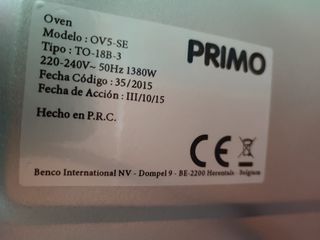 Oven
Modelo : OV5-SE
Tipo : TO-18B-3
220-240V~ 50Hz 1380W
Fecha Código : 35/2015
Fecha de Acción : III/10/15
Hecho en P.R.C.
PRIMO
CE
Benco International NV - Dompel 9 - BE-2200 Herentals - Belgium